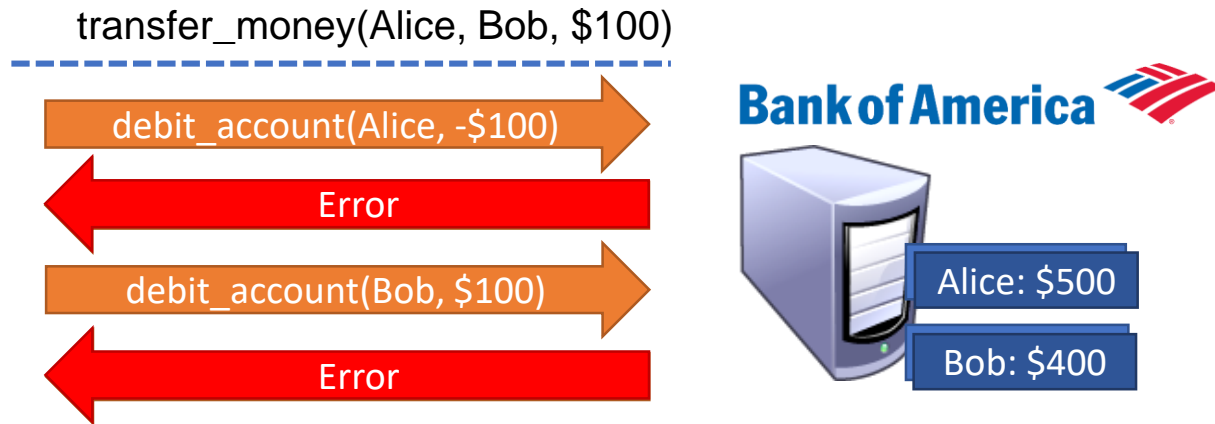 transfer_money(Alice, Bob, $100)
debit_account(Alice, -$100)
Error
debit_account(Bob, $100)
Error
Bank of America
Alice: $500
Bob: $400